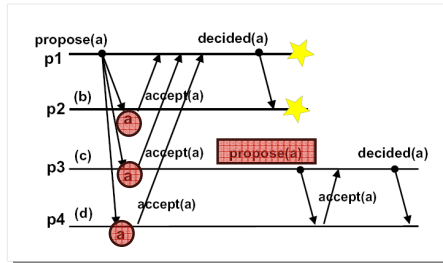 propose(a)
decided(a)
p1
(b)
accept(a)
p2
a
(c)
accept(a)
propose(a)
decided(a)
p3
a
accept(a)
accept(a)
p4 (d)
a